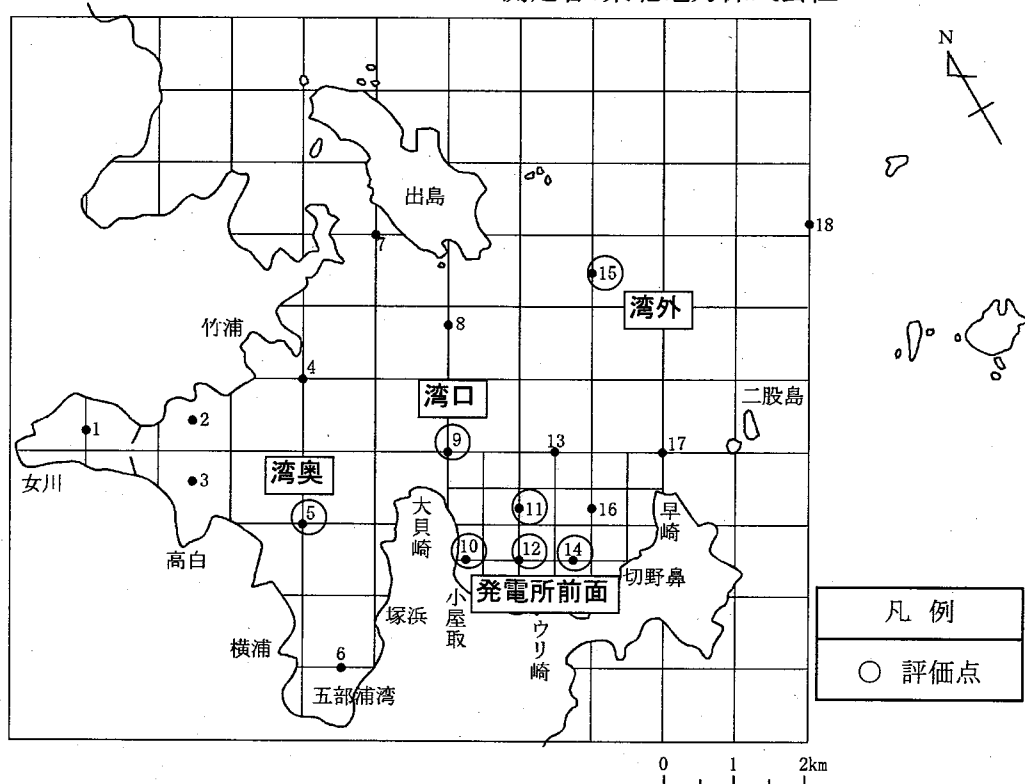 N
出島
7
18
15
湾外
竹浦
8
4
湾口
二股島
1
2
9
13
17
女川
3
湾奥
5
大貝崎
11
16
早崎
高白
10
12
14
発電所前面
切野鼻
小屋取
塚浜
ウリ崎
横浦
6
五部浦湾
凡例
○ 評価点
0 1 2km